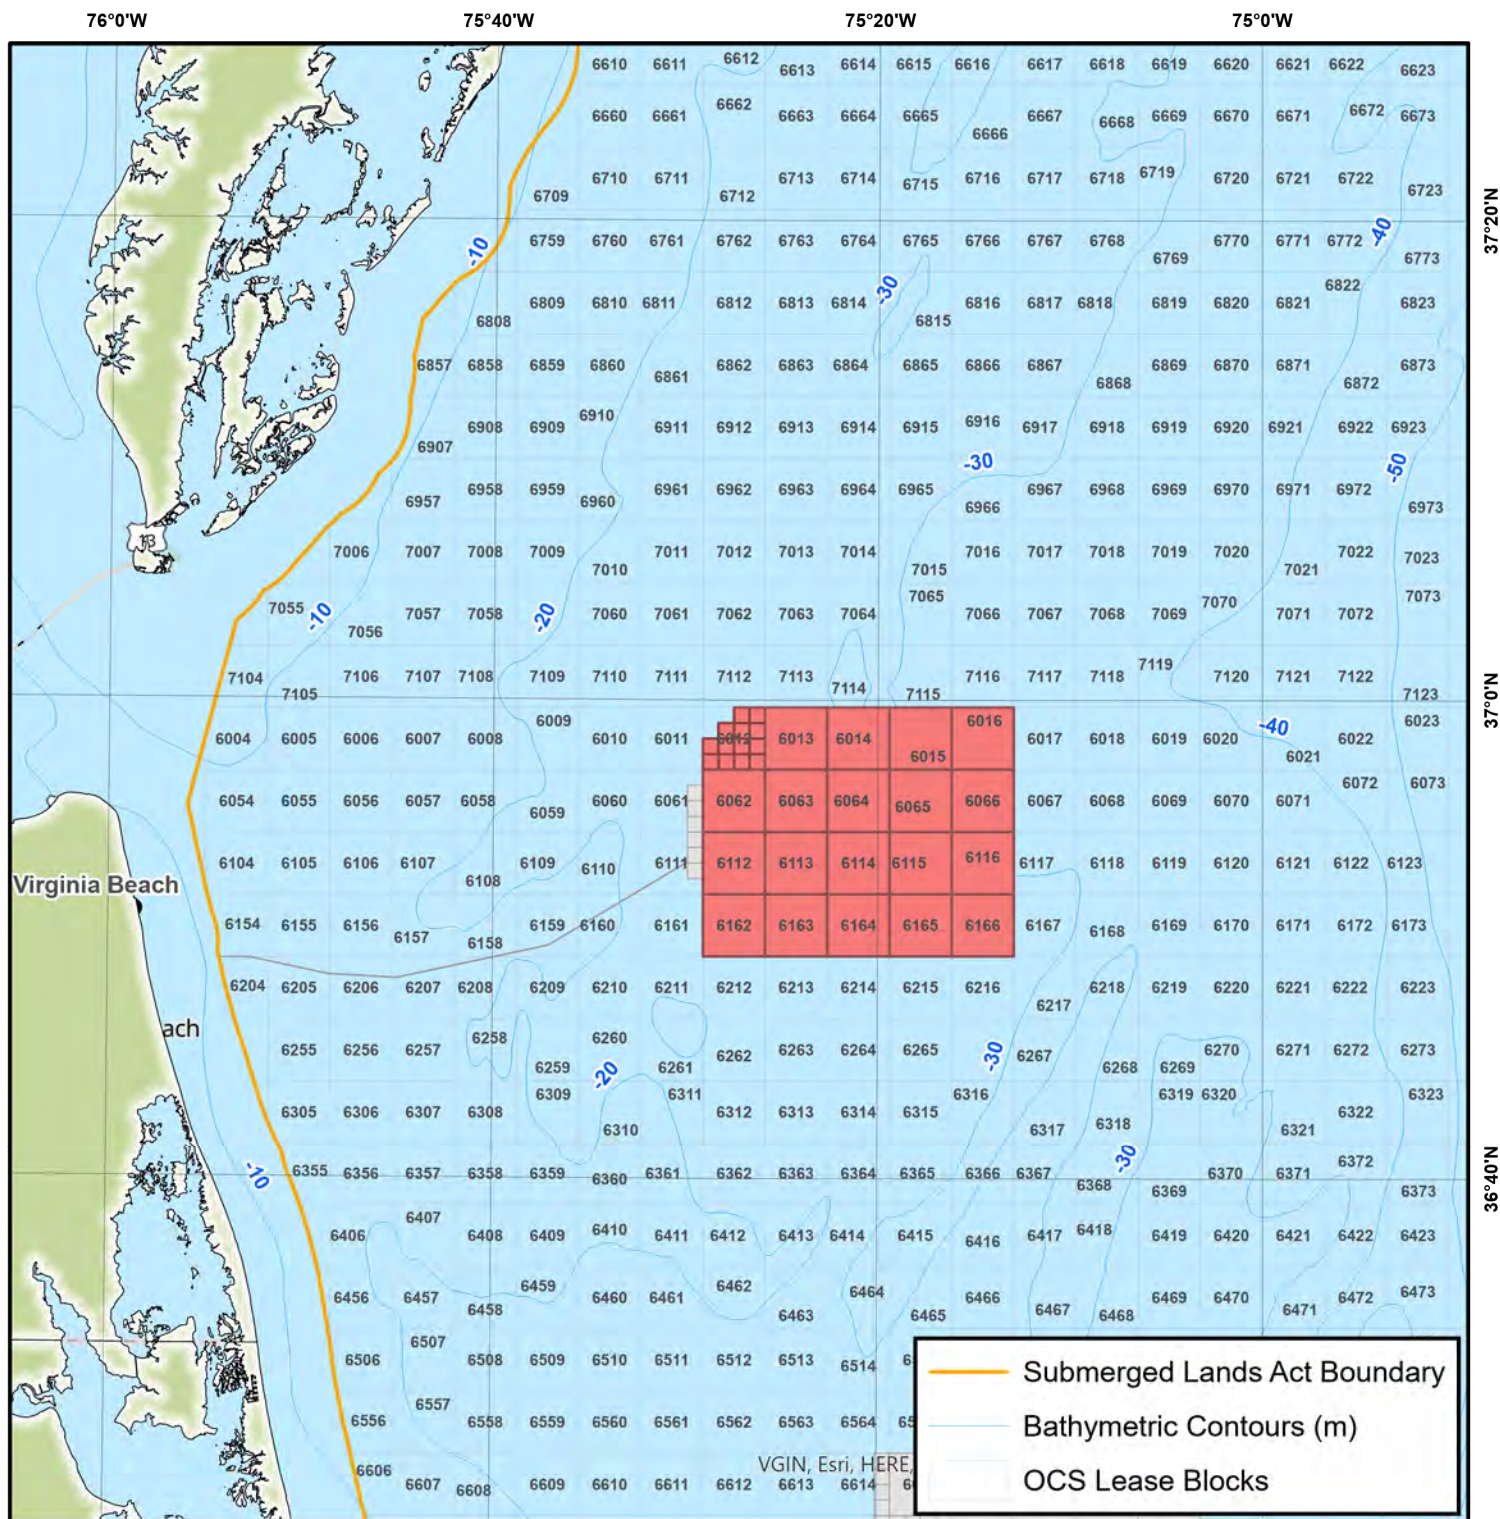 76°0'W 75°40'W 75°20'W 75°0'W
6610 6611 6612 6613 6614 6615 6616 6617 6618 6619 6620 6621 6622 6623
6660 6661 6662 6663 6664 6665 6666 6667 6668 6669 6670 6671 6672 6673
6709 6710 6711 6712 6713 6714 6715 6716 6717 6718 6719 6720 6721 6722 6723
37°20'N
-10 -40
6759 6760 6761 6762 6763 6764 6765 6766 6767 6768 6769 6770 6771 6772 6773
-30
6808 6809 6810 6811 6812 6813 6814 6815 6816 6817 6818 6819 6820 6821 6822 6823
6857 6858 6859 6860 6861 6862 6863 6864 6865 6866 6867 6868 6869 6870 6871 6872 6873
6907 6908 6909 6910 6911 6912 6913 6914 6915 6916 6917 6918 6919 6920 6921 6922 6923
-30 -50
6957 6958 6959 6960 6961 6962 6963 6964 6965 6966 6967 6968 6969 6970 6971 6972 6973
13
7006 7007 7008 7009 7010 7011 7012 7013 7014 7015 7016 7017 7018 7019 7020 7021 7022 7023
7055 7056 7057 7058 7060 7061 7062 7063 7064 7065 7066 7067 7068 7069 7070 7071 7072 7073
-10 -20
7104 7105 7106 7107 7108 7109 7110 7111 7112 7113 7114 7115 7116 7117 7118 7119 7120 7121 7122 7123
37°0'N
6004 6005 6006 6007 6008 6009 6010 6011 6012 6013 6014 6015 6016 6017 6018 6019 6020 6021 6022 6023
-40
6054 6055 6056 6057 6058 6059 6060 6061 6062 6063 6064 6065 6066 6067 6068 6069 6070 6071 6072 6073
6104 6105 6106 6107 6108 6109 6110 6111 6112 6113 6114 6115 6116 6117 6118 6119 6120 6121 6122 6123
Virginia Beach
6154 6155 6156 6157 6158 6159 6160 6161 6162 6163 6164 6165 6166 6167 6168 6169 6170 6171 6172 6173
6204 6205 6206 6207 6208 6209 6210 6211 6212 6213 6214 6215 6216 6217 6218 6219 6220 6221 6222 6223
ach
6255 6256 6257 6258 6259 6260 6261 6262 6263 6264 6265 6267 6268 6269 6270 6271 6272 6273
-20 -30
6305 6306 6307 6308 6309 6310 6311 6312 6313 6314 6315 6316 6317 6318 6319 6320 6321 6322 6323
-10 -30
6355 6356 6357 6358 6359 6360 6361 6362 6363 6364 6365 6366 6367 6368 6369 6370 6371 6372 6373
36°40'N
6406 6407 6408 6409 6410 6411 6412 6413 6414 6415 6416 6417 6418 6419 6420 6421 6422 6423
6456 6457 6458 6459 6460 6461 6462 6463 6464 6465 6466 6467 6468 6469 6470 6471 6472 6473
6506 6507 6508 6509 6510 6511 6512 6513 6514
6556 6557 6558 6559 6560 6561 6562 6563 6564
VGIN, Esri, HERE,
6606 6607 6608 6609 6610 6611 6612 6613 6614
Submerged Lands Act Boundary
Bathymetric Contours (m)
OCS Lease Blocks